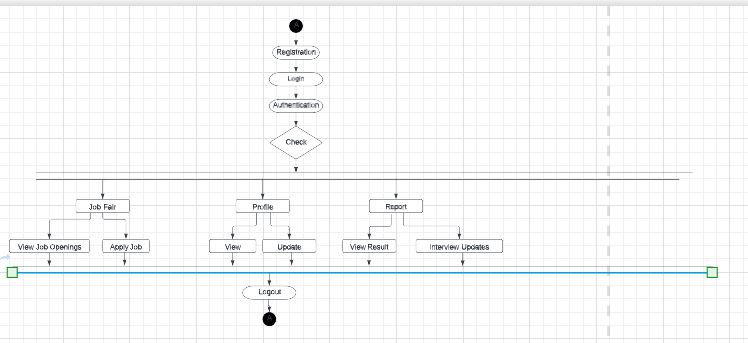 A
Registration
Login
Authentication
Check
Job Fair
Profile
Report
View Job Openings
Apply Job
View
Update
View Result
Interview Updates
Logout
A